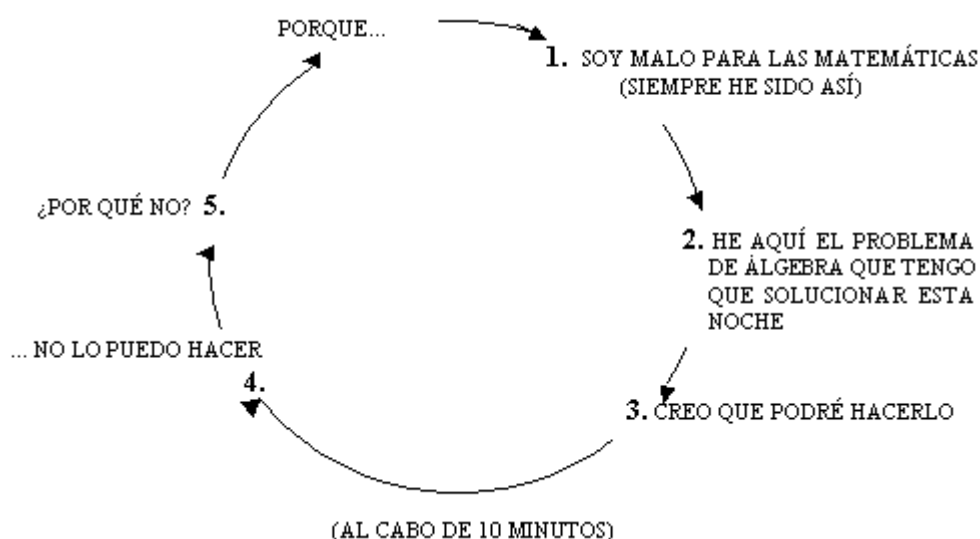 PORQUE...
1. SOY MALO PARA LAS MATEMÁTICAS
(SIEMPRE HE SIDO ASÍ)
2. HE AQUÍ EL PROBLEMA
DE ÁLGEBRA QUE TENGO
QUE SOLUCIONAR ESTA
NOCHE
3. CREO QUE PODRÉ HACERLO
(AL CABO DE 10 MINUTOS)
... NO LO PUEDO HACER
4.
¿POR QUÉ NO? 5.